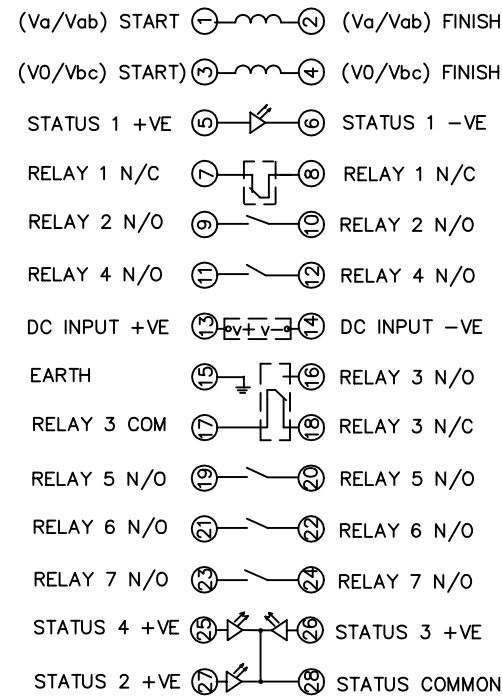 (Va/Vab) START 1 2 (Va/Vab) FINISH
(V0/Vbc) START) 3 4 (V0/Vbc) FINISH
STATUS 1 +VE 5 6 STATUS 1 −VE
RELAY 1 N/C 7 8 RELAY 1 N/C
RELAY 2 N/O 9 10 RELAY 2 N/O
RELAY 4 N/O 11 12 RELAY 4 N/O
DC INPUT +VE 13 V+ V− 14 DC INPUT −VE
EARTH 15 16 RELAY 3 N/O
RELAY 3 COM 17 18 RELAY 3 N/C
RELAY 5 N/O 19 20 RELAY 5 N/O
RELAY 6 N/O 21 22 RELAY 6 N/O
RELAY 7 N/O 23 24 RELAY 7 N/O
STATUS 4 +VE 25 26 STATUS 3 +VE
STATUS 2 +VE 27 28 STATUS COMMON